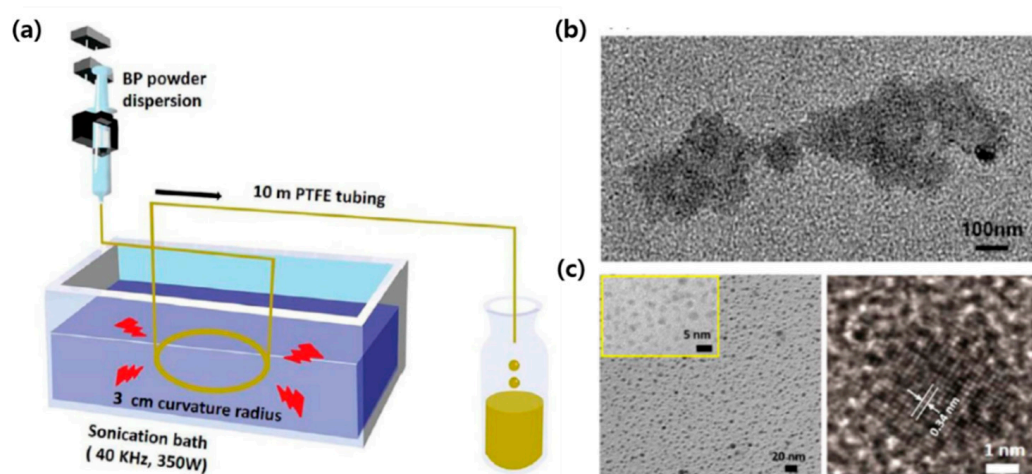 (a)
BP powder
dispersion
10 m PTFE tubing
3 cm curvature radius
Sonication bath
( 40 KHz, 350W)
(b)
100nm
(c)
5 nm
20 nm
0.34 nm
1 nm